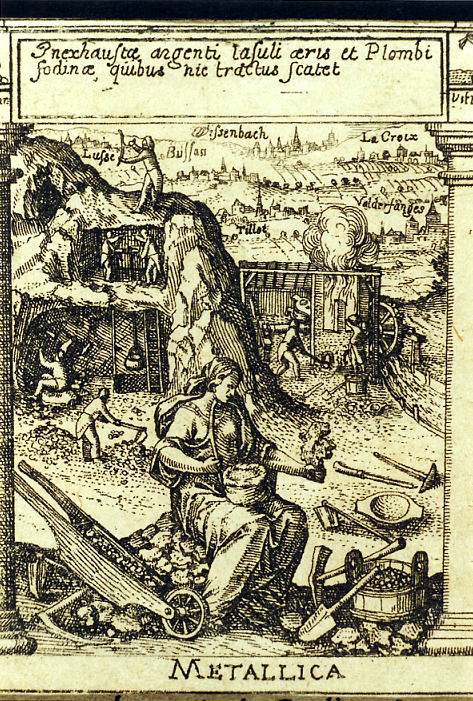 Inexhaustæ argenti lasuli æris et Plombi
fodinæ, quibus hic tractus scatet
Wissenbach
La Croix
Lusse
Bussan
Valderfanges
Tillot
METALLICA